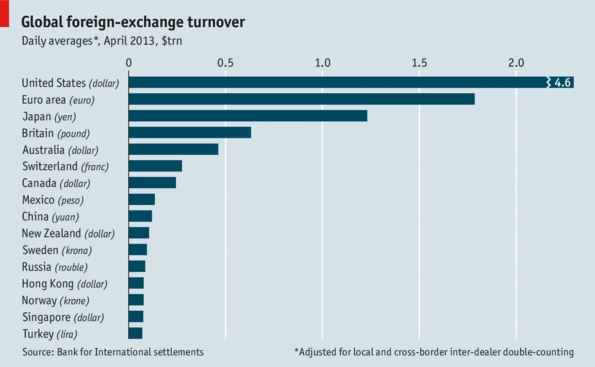 Global foreign-exchange turnover
Daily averages*, April 2013, $trn
0 0.5 1.0 1.5 2.0
United States (dollar) 4.6
Euro area (euro)
Japan (yen)
Britain (pound)
Australia (dollar)
Switzerland (franc)
Canada (dollar)
Mexico (peso)
China (yuan)
New Zealand (dollar)
Sweden (krona)
Russia (rouble)
Hong Kong (dollar)
Norway (krone)
Singapore (dollar)
Turkey (lira)
Source: Bank for International settlements *Adjusted for local and cross-border inter-dealer double-counting